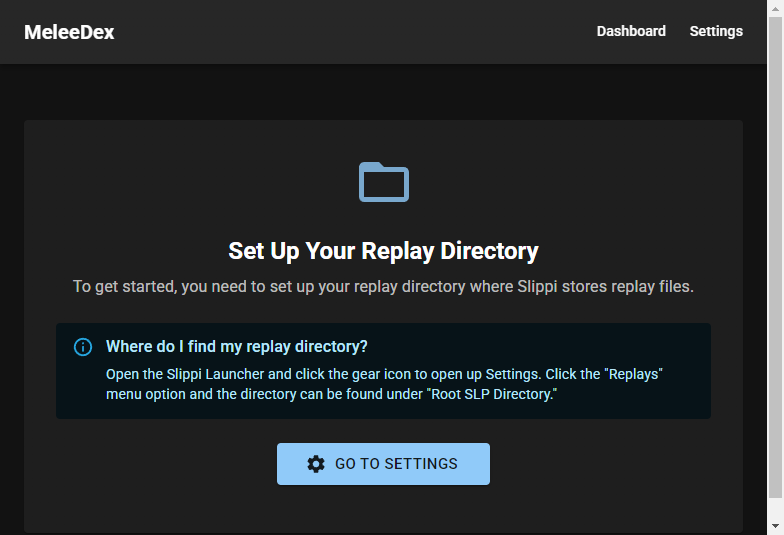 MeleeDex
Dashboard Settings
Set Up Your Replay Directory
To get started, you need to set up your replay directory where Slippi stores replay files.
Where do I find my replay directory?
Open the Slippi Launcher and click the gear icon to open up Settings. Click the "Replays"
menu option and the directory can be found under "Root SLP Directory."
GO TO SETTINGS